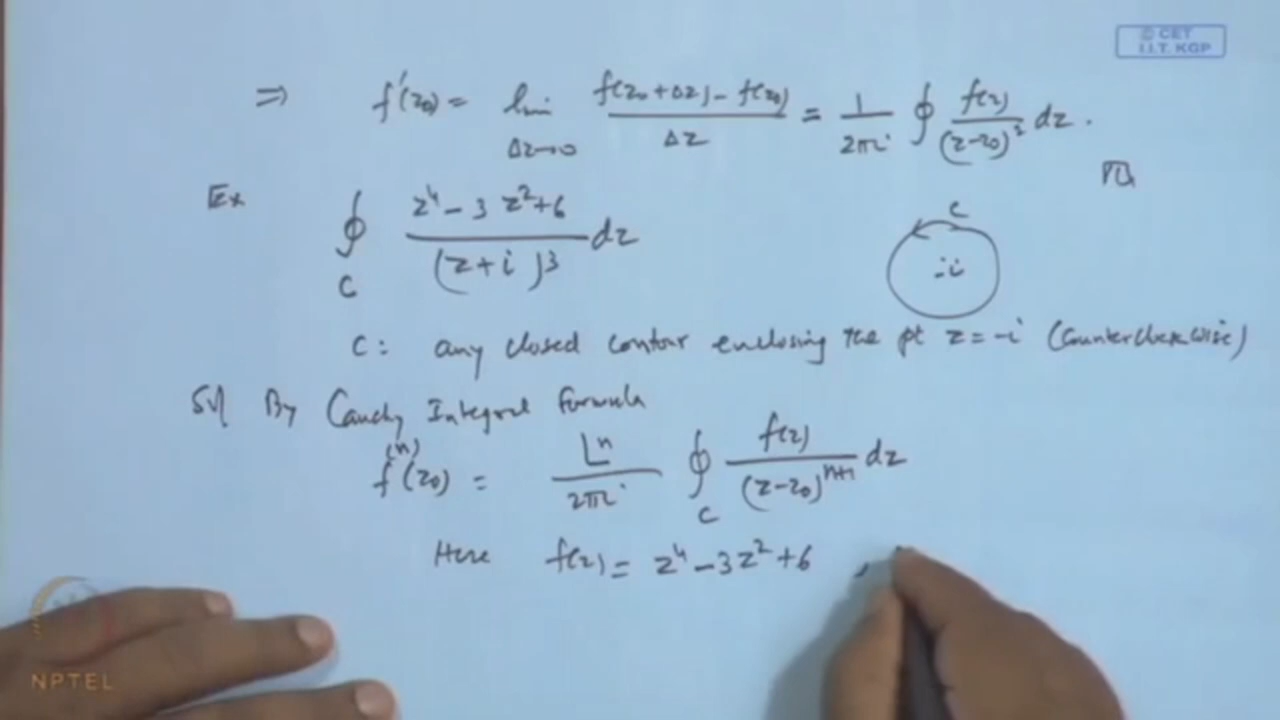 © CET
I.I.T. KGP
⇒ f'(z₀) = lim_{Δz→0} (f(z₀+Δz) - f(z₀))/Δz = 1/(2πi) ∮ f(z)/(z-z₀)² dz .
Ex ∮_C (z⁴ - 3z² + 6)/(z+i)³ dz
C
-i
C: any closed contour enclosing the pt z = -i (Counterclockwise)
Sol By Cauchy Integral Formula
f⁽ⁿ⁾(z₀) = ∟n/(2πi) ∮_C f(z)/(z-z₀)ⁿ⁺¹ dz
Here f(z) = z⁴ - 3z² + 6 ,
NPTEL